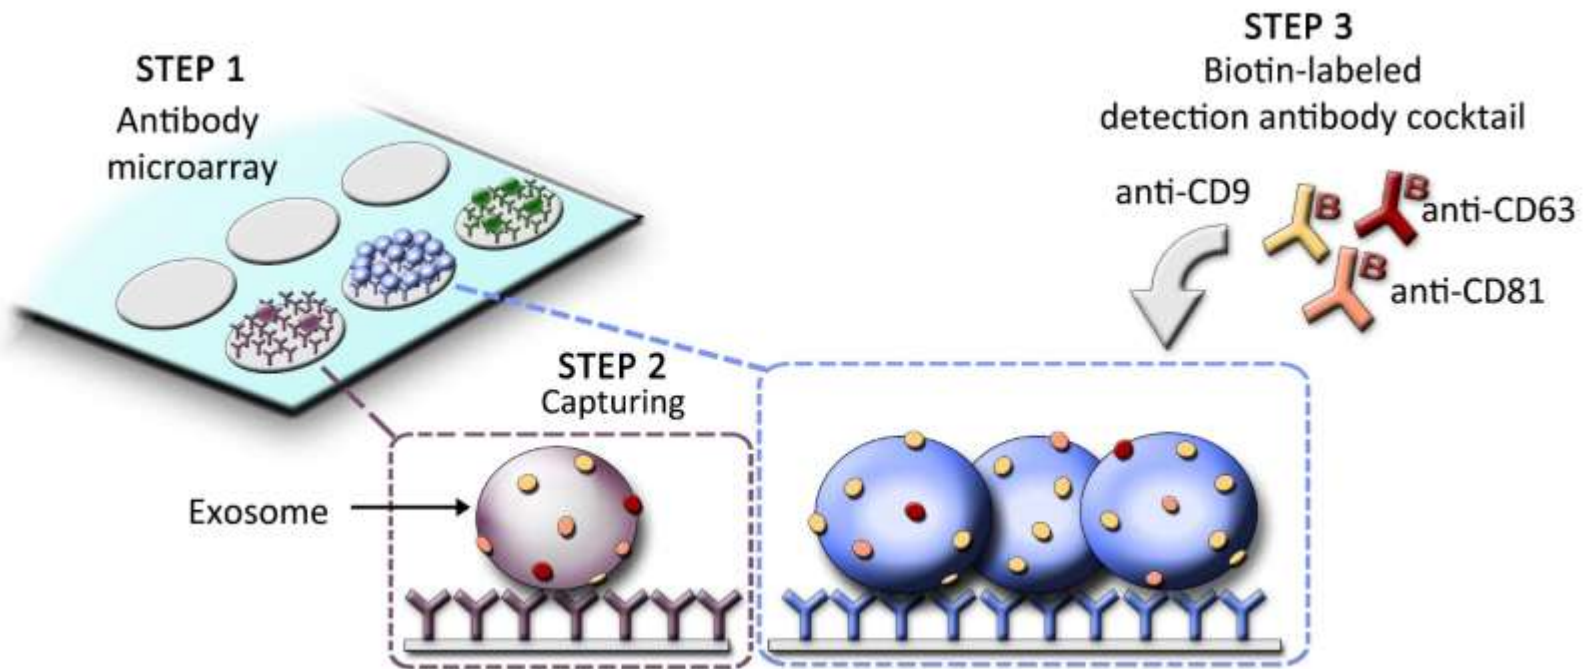 STEP 1
Antibody
microarray
STEP 2
Capturing
Exosome
STEP 3
Biotin-labeled
detection antibody cocktail
anti-CD9
B
B
anti-CD63
B
anti-CD81